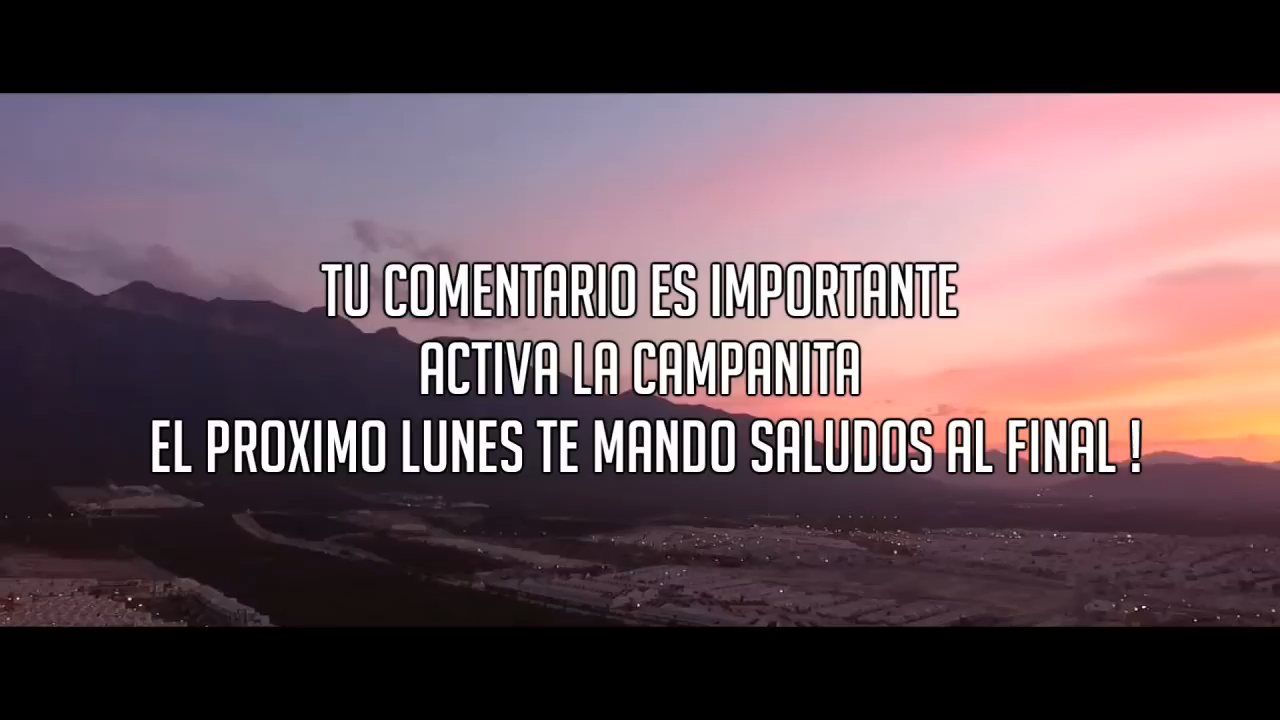 TU COMENTARIO ES IMPORTANTE
ACTIVA LA CAMPANITA
EL PROXIMO LUNES TE MANDO SALUDOS AL FINAL !